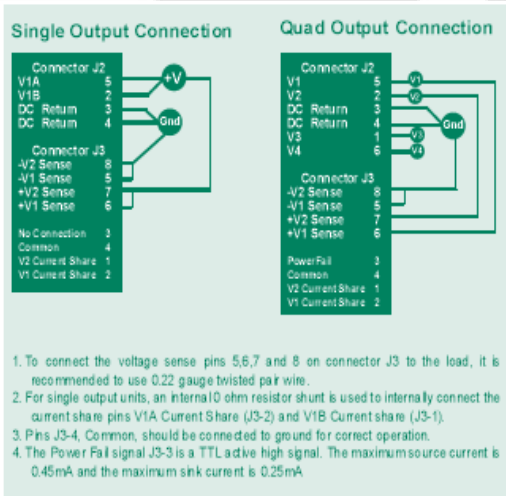 Single Output Connection
Connector J2
V1A 5
V1B 2
DC Return 3
DC Return 4
+V
Gnd
Connector J3
-V2 Sense 8
-V1 Sense 5
+V2 Sense 7
+V1 Sense 6
No Connection 3
Common 4
V2 Current Share 1
V1 Current Share 2
Quad Output Connection
Connector J2
V1 5
V2 2
DC Return 3
DC Return 4
V3 1
V4 6
V1
V2
Gnd
V3
V4
Connector J3
-V2 Sense 8
-V1 Sense 5
+V2 Sense 7
+V1 Sense 6
PowerFail 3
Common 4
V2 Current Share 1
V1 Current Share 2
1. To connect the voltage sense pins 5,6,7 and 8 on connector J3 to the load, it is
recommended to use 0.22 gauge twisted pair wire.
2. For single output units, an internal 0 ohm resistor shunt is used to internally connect the
current share pins V1A Current Share (J3-2) and V1B Current share (J3-1).
3. Pins J3-4, Common, should be connected to ground for correct operation.
4. The Power Fail signal J3-3 is a TTL active high signal. The maximum source current is
0.45mA and the maximum sink current is 0.25mA